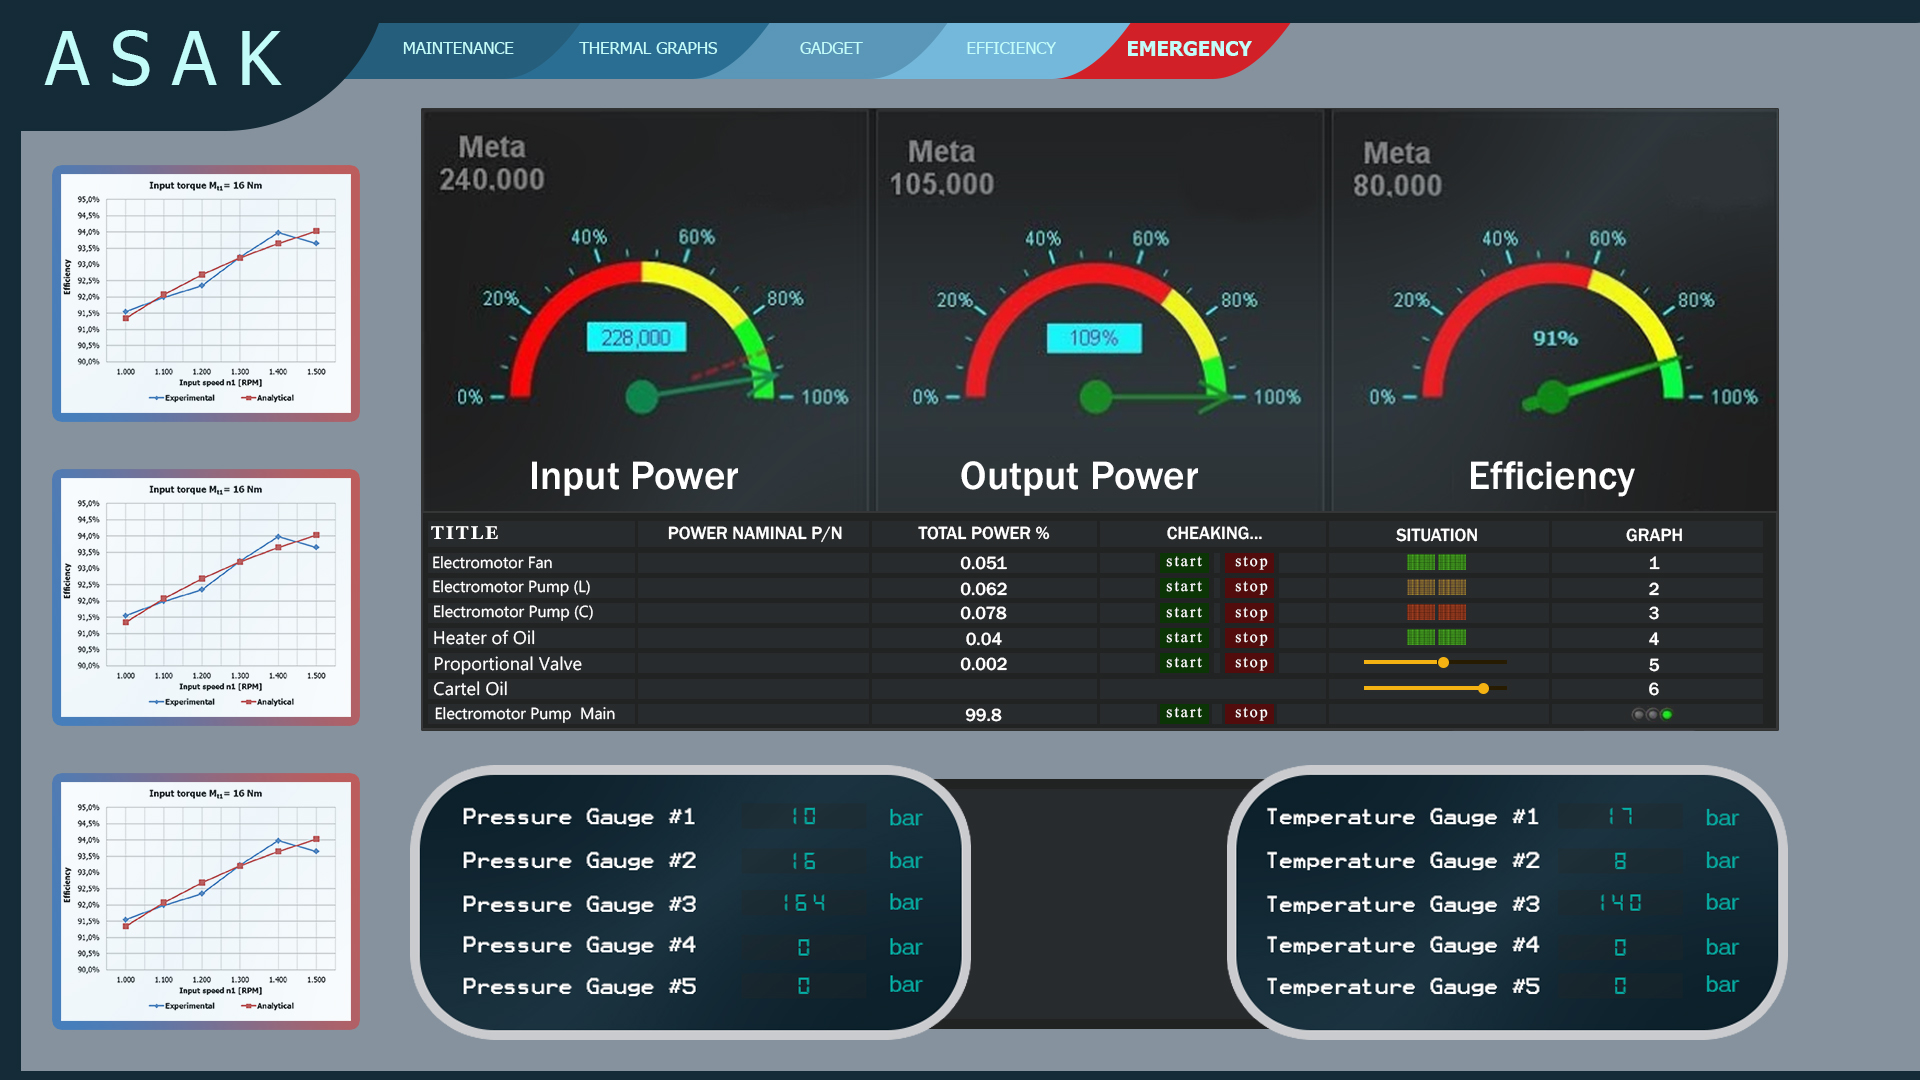 ASAK
MAINTENANCE THERMAL GRAPHS GADGET EFFICIENCY EMERGENCY
Input torque Mt1= 16 Nm
95,0%
94,5%
94,0%
93,5%
93,0%
92,5%
92,0%
91,5%
91,0%
90,5%
90,0%
Efficiency
1.000 1.100 1.200 1.300 1.400 1.500
Input speed n1 [RPM]
Experimental Analytical
Input torque Mt1= 16 Nm
95,0%
94,5%
94,0%
93,5%
93,0%
92,5%
92,0%
91,5%
91,0%
90,5%
90,0%
Efficiency
1.000 1.100 1.200 1.300 1.400 1.500
Input speed n1 [RPM]
Experimental Analytical
Input torque Mt1= 16 Nm
95,0%
94,5%
94,0%
93,5%
93,0%
92,5%
92,0%
91,5%
91,0%
90,5%
90,0%
Efficiency
1.000 1.100 1.200 1.300 1.400 1.500
Input speed n1 [RPM]
Experimental Analytical
Meta
240.000
40% 60%
20% 80%
228,000
0% 100%
Input Power
Meta
105.000
40% 60%
20% 80%
109%
0% 100%
Output Power
Meta
80.000
40% 60%
20% 80%
91%
0% 100%
Efficiency
TITLE POWER NAMINAL P/N TOTAL POWER % CHEAKING... SITUATION GRAPH
Electromotor Fan 0.051 start stop 1
Electromotor Pump (L) 0.062 start stop 2
Electromotor Pump (C) 0.078 start stop 3
Heater of Oil 0.04 start stop 4
Proportional Valve 0.002 start stop 5
Cartel Oil 6
Electromotor Pump Main 99.8 start stop
Pressure Gauge #1 10 bar
Pressure Gauge #2 16 bar
Pressure Gauge #3 164 bar
Pressure Gauge #4 0 bar
Pressure Gauge #5 0 bar
Temperature Gauge #1 17 bar
Temperature Gauge #2 8 bar
Temperature Gauge #3 140 bar
Temperature Gauge #4 0 bar
Temperature Gauge #5 0 bar